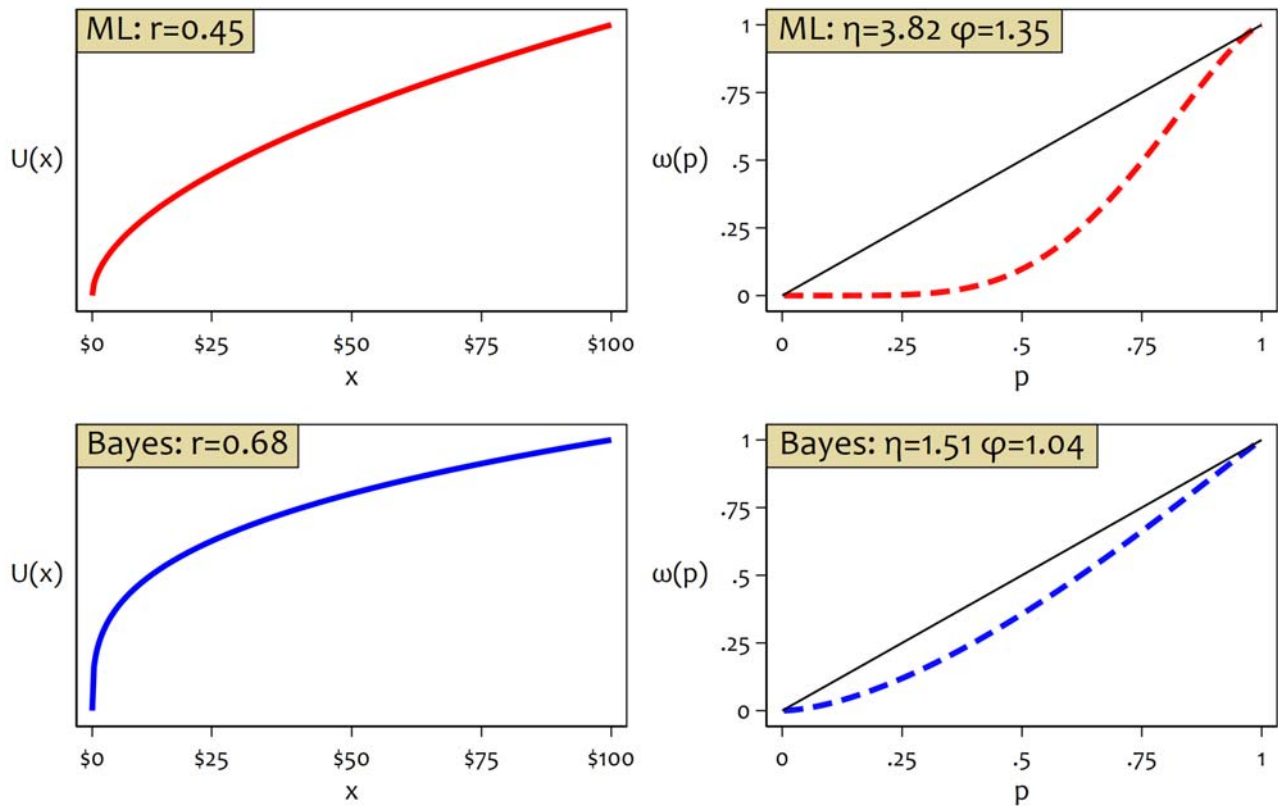 ML: r=0.45
U(x)
$0 $25 $50 $75 $100
x
ML: η=3.82 φ=1.35
1
.75
ω(p)
.5
.25
0
0 .25 .5 .75 1
p
Bayes: r=0.68
U(x)
$0 $25 $50 $75 $100
x
Bayes: η=1.51 φ=1.04
1
.75
ω(p)
.5
.25
0
0 .25 .5 .75 1
p